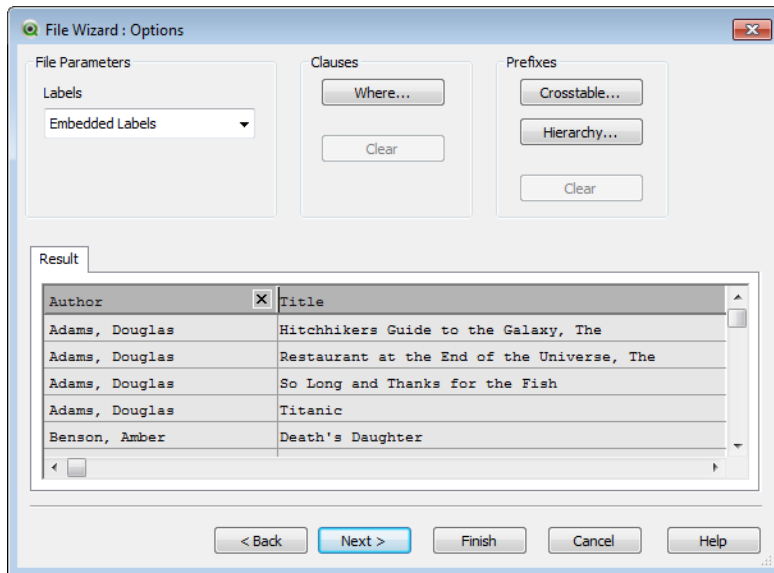 File Wizard : Options
File Parameters
Labels
Embedded Labels
Clauses
Where...
Clear
Prefixes
Crosstable...
Hierarchy...
Clear
Result
Author Title
Adams, Douglas Hitchhikers Guide to the Galaxy, The
Adams, Douglas Restaurant at the End of the Universe, The
Adams, Douglas So Long and Thanks for the Fish
Adams, Douglas Titanic
Benson, Amber Death's Daughter
< Back Next > Finish Cancel Help